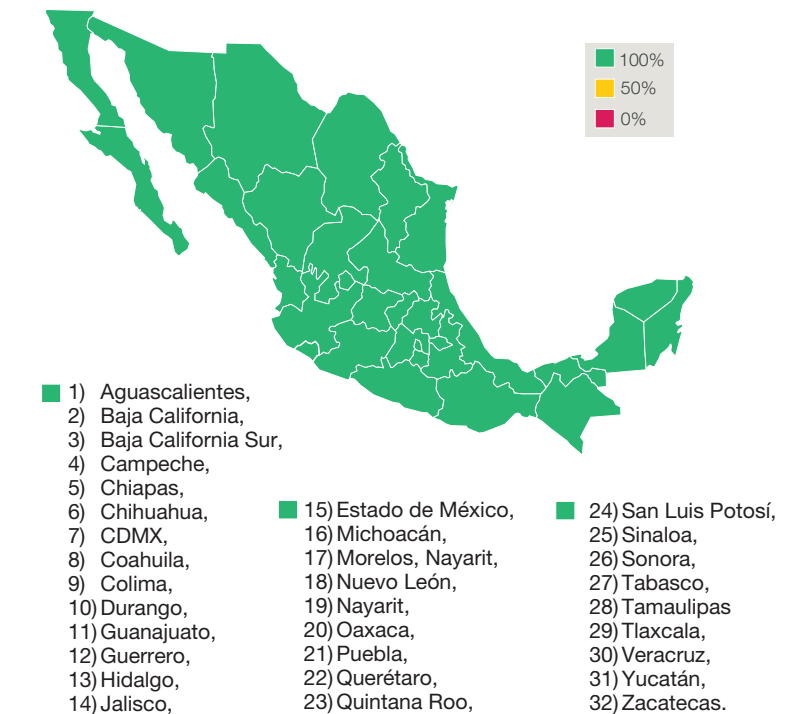 100%
50%
0%
1) Aguascalientes,
2) Baja California,
3) Baja California Sur,
4) Campeche,
5) Chiapas,
6) Chihuahua,
7) CDMX,
8) Coahuila,
9) Colima,
10) Durango,
11) Guanajuato,
12) Guerrero,
13) Hidalgo,
14) Jalisco,
15) Estado de México,
16) Michoacán,
17) Morelos, Nayarit,
18) Nuevo León,
19) Nayarit,
20) Oaxaca,
21) Puebla,
22) Querétaro,
23) Quintana Roo,
24) San Luis Potosí,
25) Sinaloa,
26) Sonora,
27) Tabasco,
28) Tamaulipas
29) Tlaxcala,
30) Veracruz,
31) Yucatán,
32) Zacatecas.